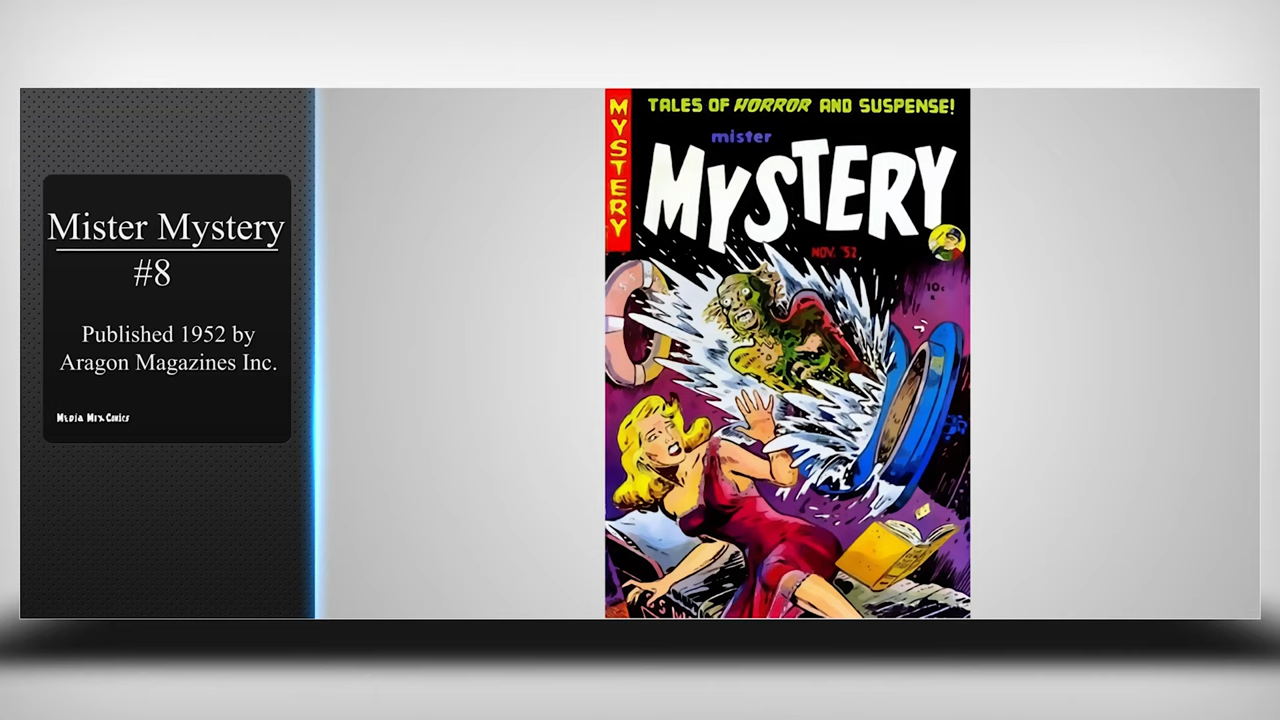 Mister Mystery
#8
Published 1952 by
Aragon Magazines Inc.
Media Mix Comics
MYSTERY
TALES OF HORROR AND SUSPENSE!
mister
MYSTERY
NOV. '52
10¢